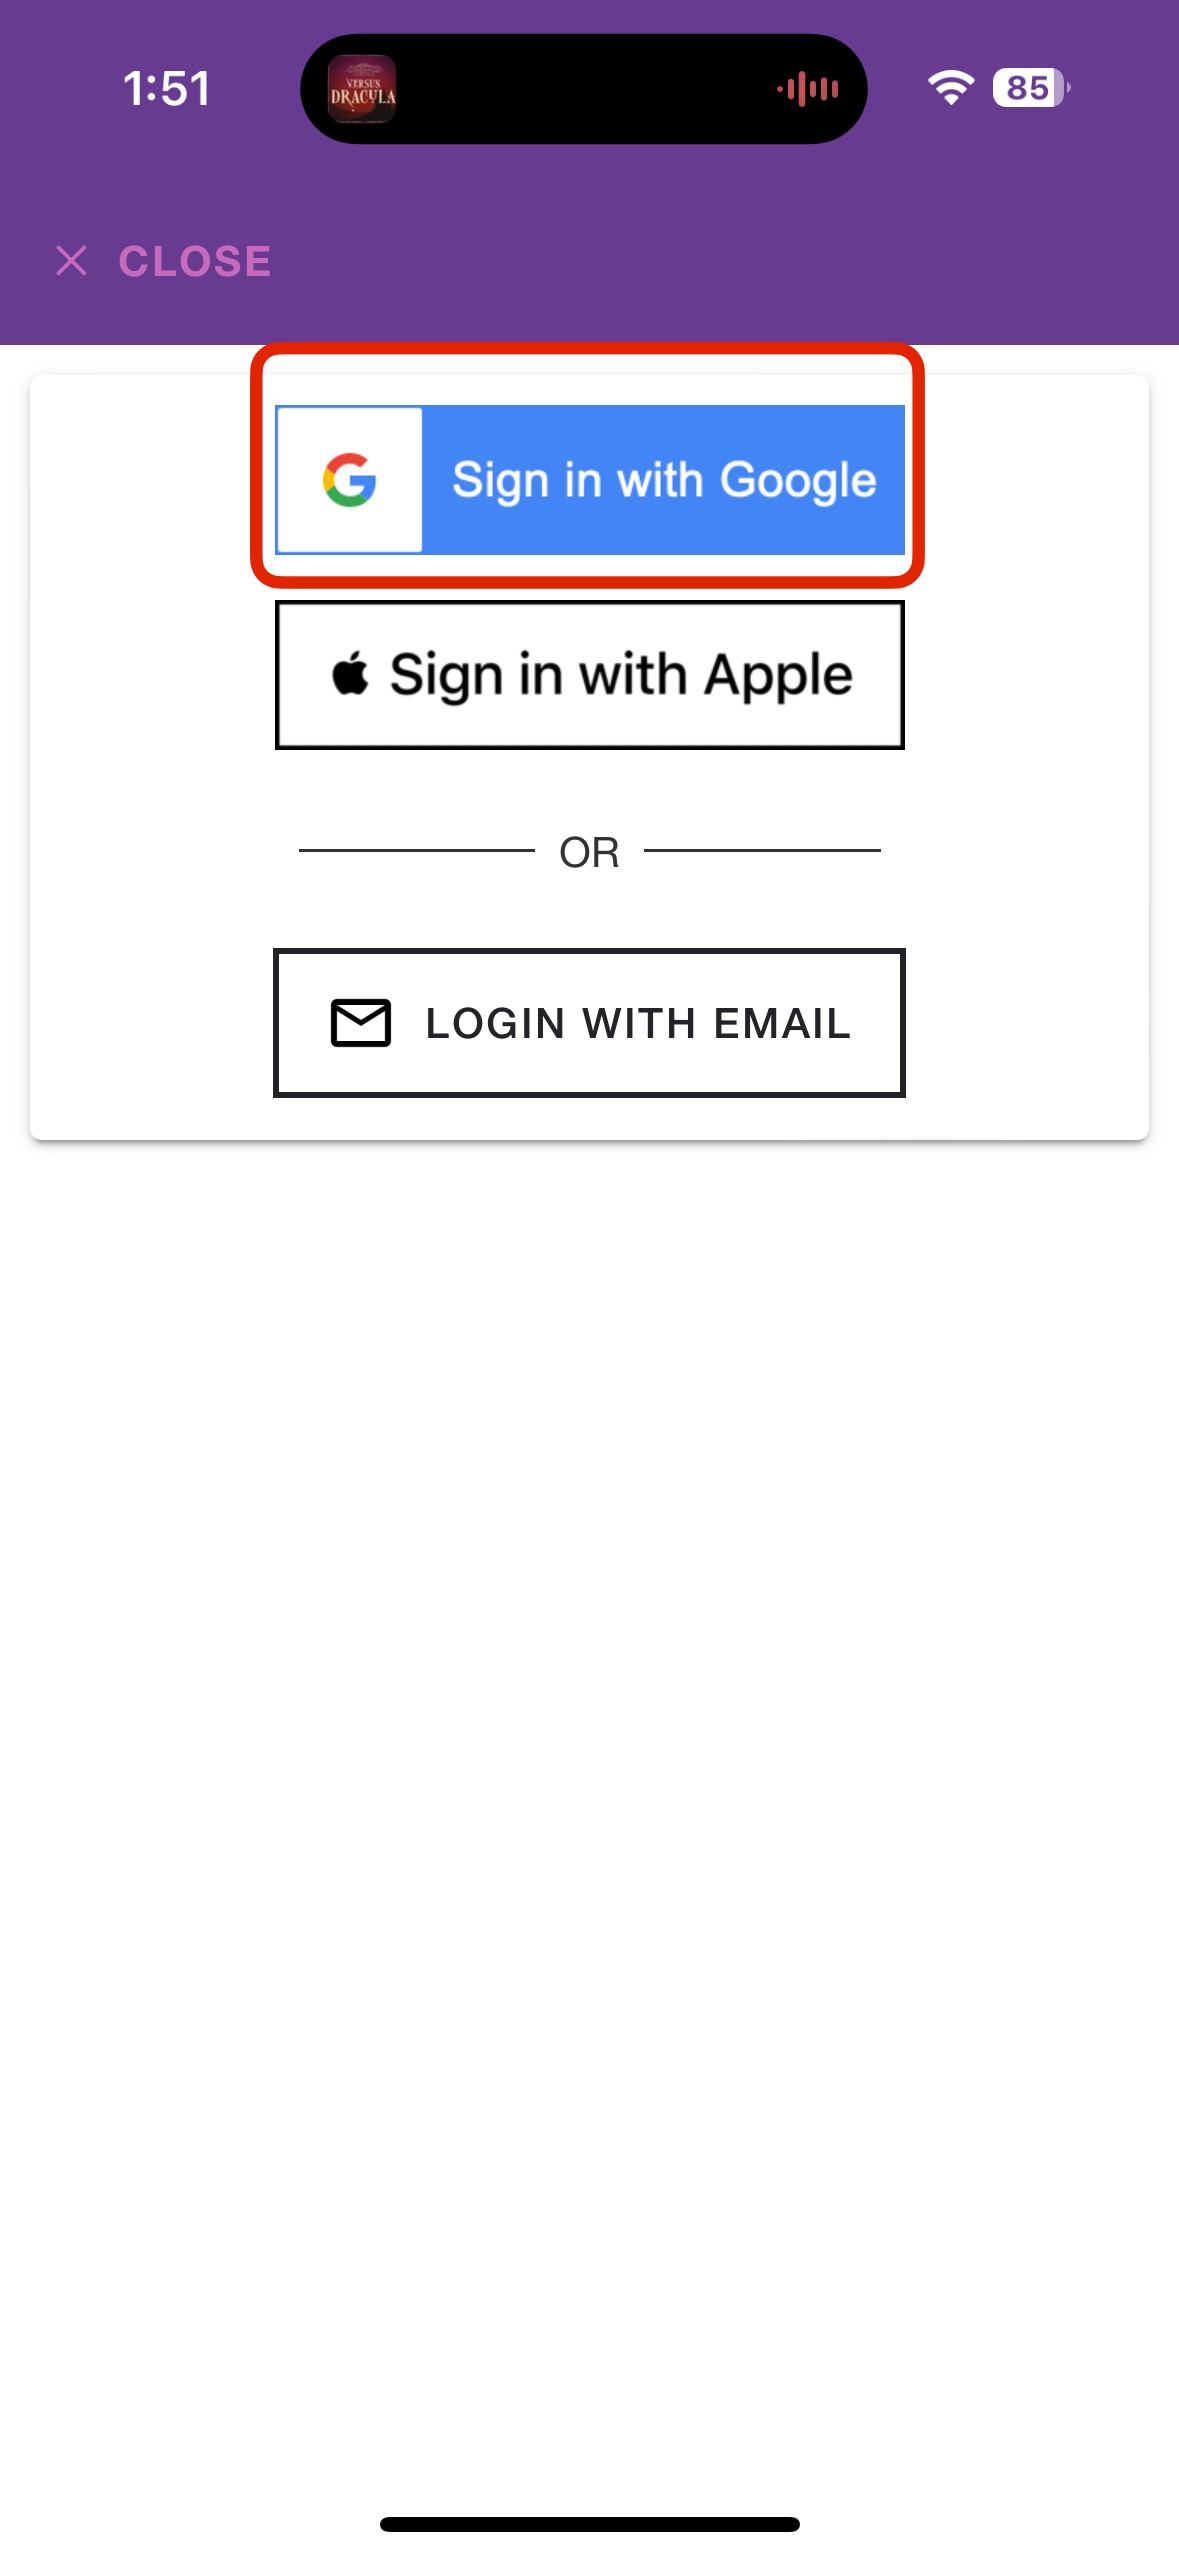 1:51
VERSUS
DRACULA
85
CLOSE
Sign in with Google
Sign in with Apple
OR
LOGIN WITH EMAIL